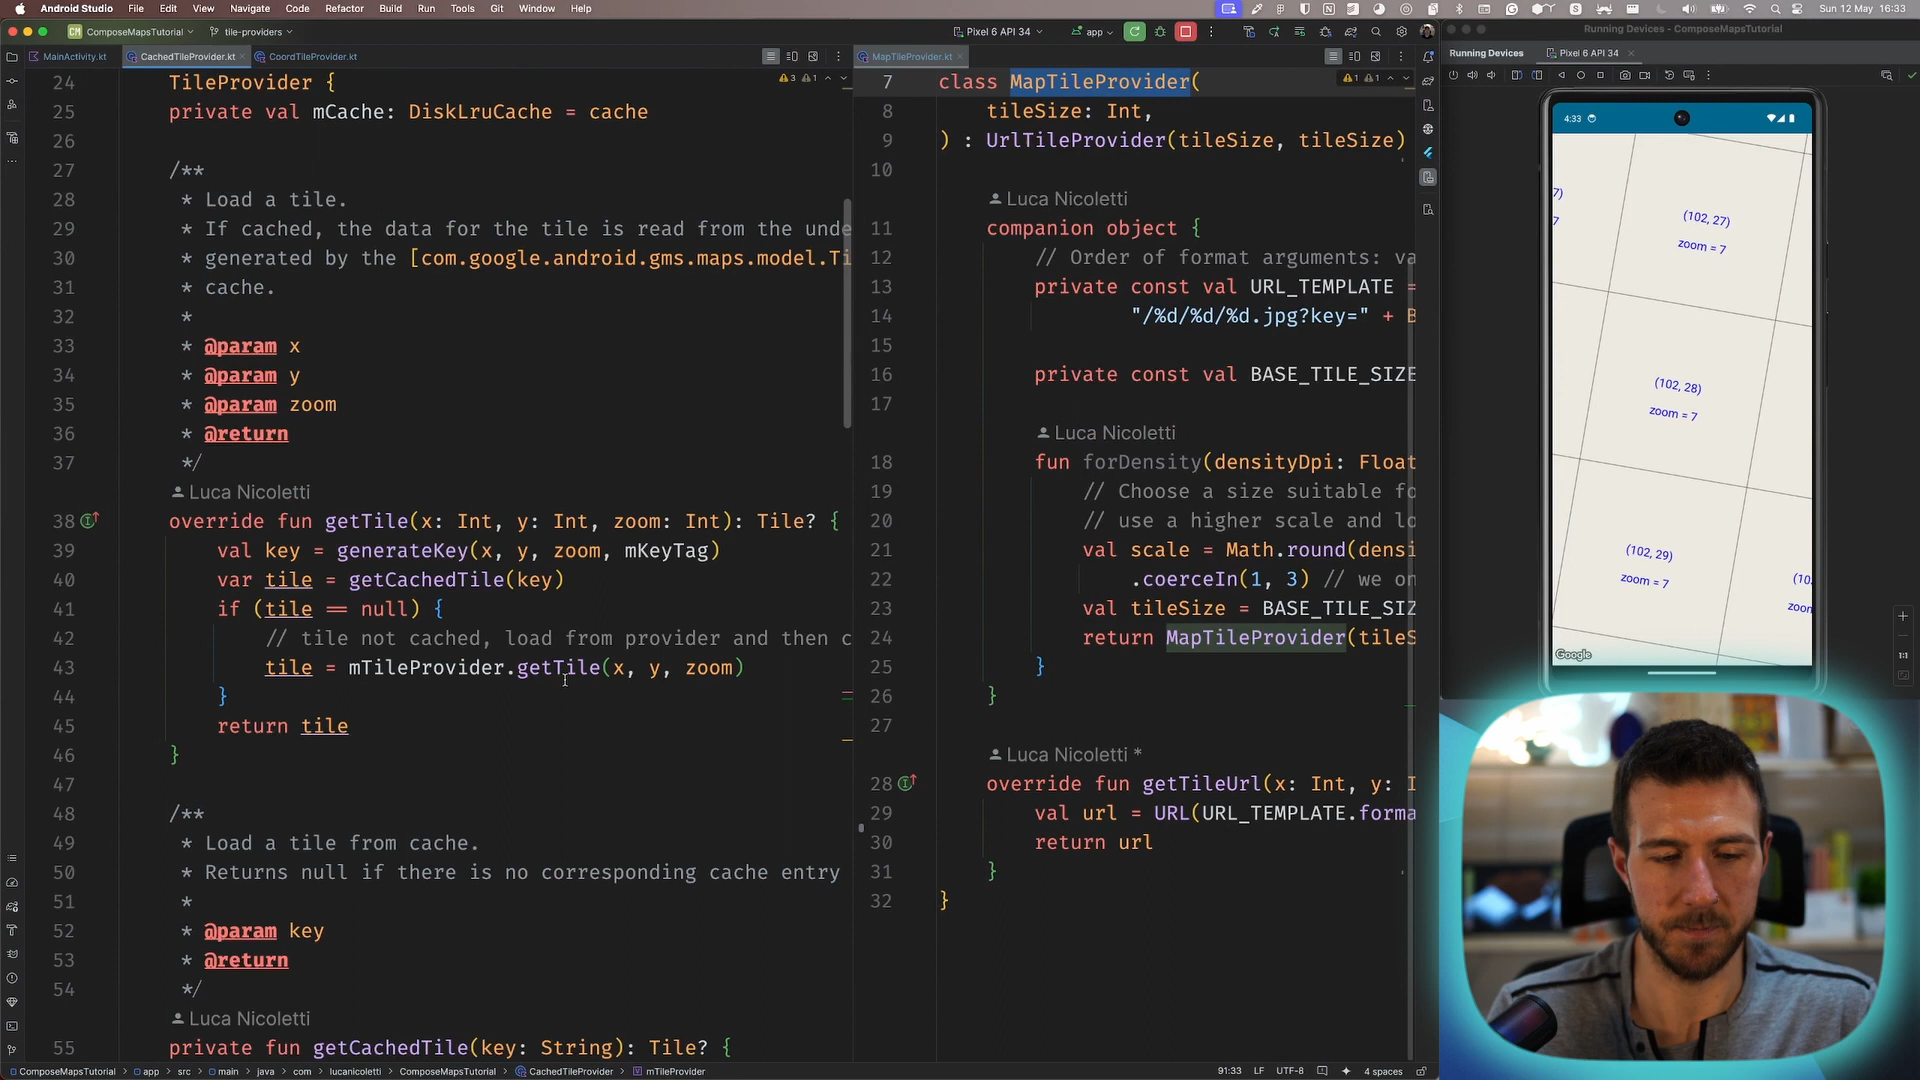 Android Studio File Edit View Navigate Code Refactor Build Run Tools Git Window Help Sun 12 May 16:33
CM ComposeMapsTutorial tile-providers Pixel 6 API 34 app Running Devices - ComposeMapsTutorial
MainActivity.kt CachedTileProvider.kt CoordTileProvider.kt MapTileProvider.kt Running Devices Pixel 6 API 34
24 TileProvider {
25 private val mCache: DiskLruCache = cache
26
27 /**
28 * Load a tile.
29 * If cached, the data for the tile is read from the unde
30 * generated by the [com.google.android.gms.maps.model.Ti
31 * cache.
32 *
33 * @param x
34 * @param y
35 * @param zoom
36 * @return
37 */
Luca Nicoletti
38 override fun getTile(x: Int, y: Int, zoom: Int): Tile? {
39 val key = generateKey(x, y, zoom, mKeyTag)
40 var tile = getCachedTile(key)
41 if (tile == null) {
42 // tile not cached, load from provider and then c
43 tile = mTileProvider.getTile(x, y, zoom)
44 }
45 return tile
46 }
47
48 /**
49 * Load a tile from cache.
50 * Returns null if there is no corresponding cache entry
51 *
52 * @param key
53 * @return
54 */
Luca Nicoletti
55 private fun getCachedTile(key: String): Tile? {
3 1
7 class MapTileProvider(
8 tileSize: Int,
9 ) : UrlTileProvider(tileSize, tileSize)
10
Luca Nicoletti
11 companion object {
12 // Order of format arguments: va
13 private const val URL_TEMPLATE =
14 "/%d/%d/%d.jpg?key=" + B
15
16 private const val BASE_TILE_SIZE
17
Luca Nicoletti
18 fun forDensity(densityDpi: Float
19 // Choose a size suitable fo
20 // use a higher scale and lo
21 val scale = Math.round(densi
22 .coerceIn(1, 3) // we on
23 val tileSize = BASE_TILE_SIZ
24 return MapTileProvider(tileS
25 }
26 }
27
Luca Nicoletti *
28 override fun getTileUrl(x: Int, y: I
29 val url = URL(URL_TEMPLATE.forma
30 return url
31 }
32 }
1 1
4:33
7)
7
(102, 27)
zoom = 7
(102, 28)
zoom = 7
(102, 29)
zoom = 7
(10
zoon
Google
1:1
ComposeMapsTutorial app src main java com lucanicoletti ComposeMapsTutorial CachedTileProvider mTileProvider 91:33 LF UTF-8 4 spaces